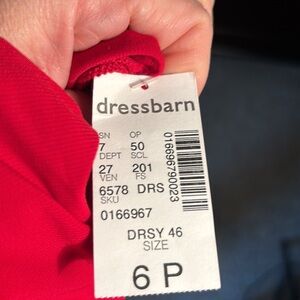 dressbarn
SN OP
7 50
DEPT SCL
27 201
VEN FS
6578 DRS
SKU
0166967
016696790023
DRSY 46
SIZE
6 P